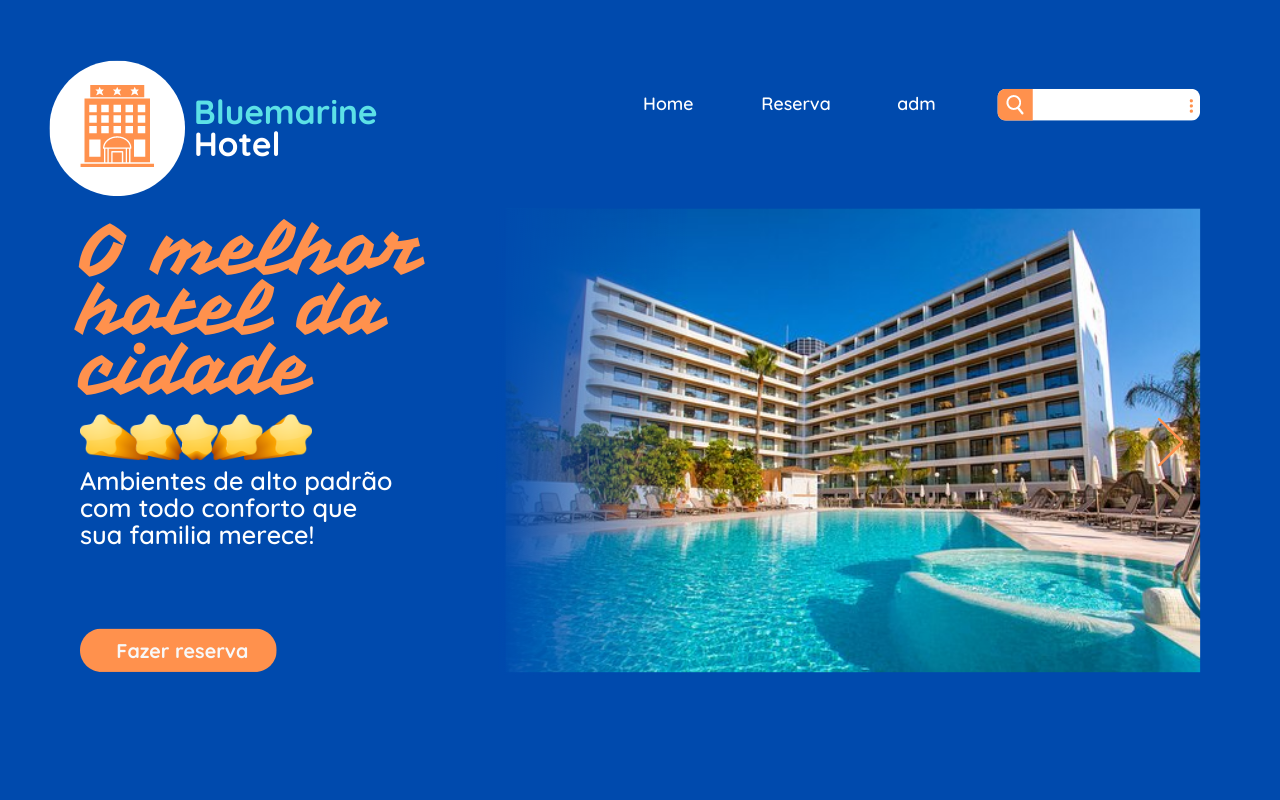 Bluemarine
Hotel
Home
Reserva
adm
O melhor
hotel da
cidade
Ambientes de alto padrão
com todo conforto que
sua familia merece!
Fazer reserva